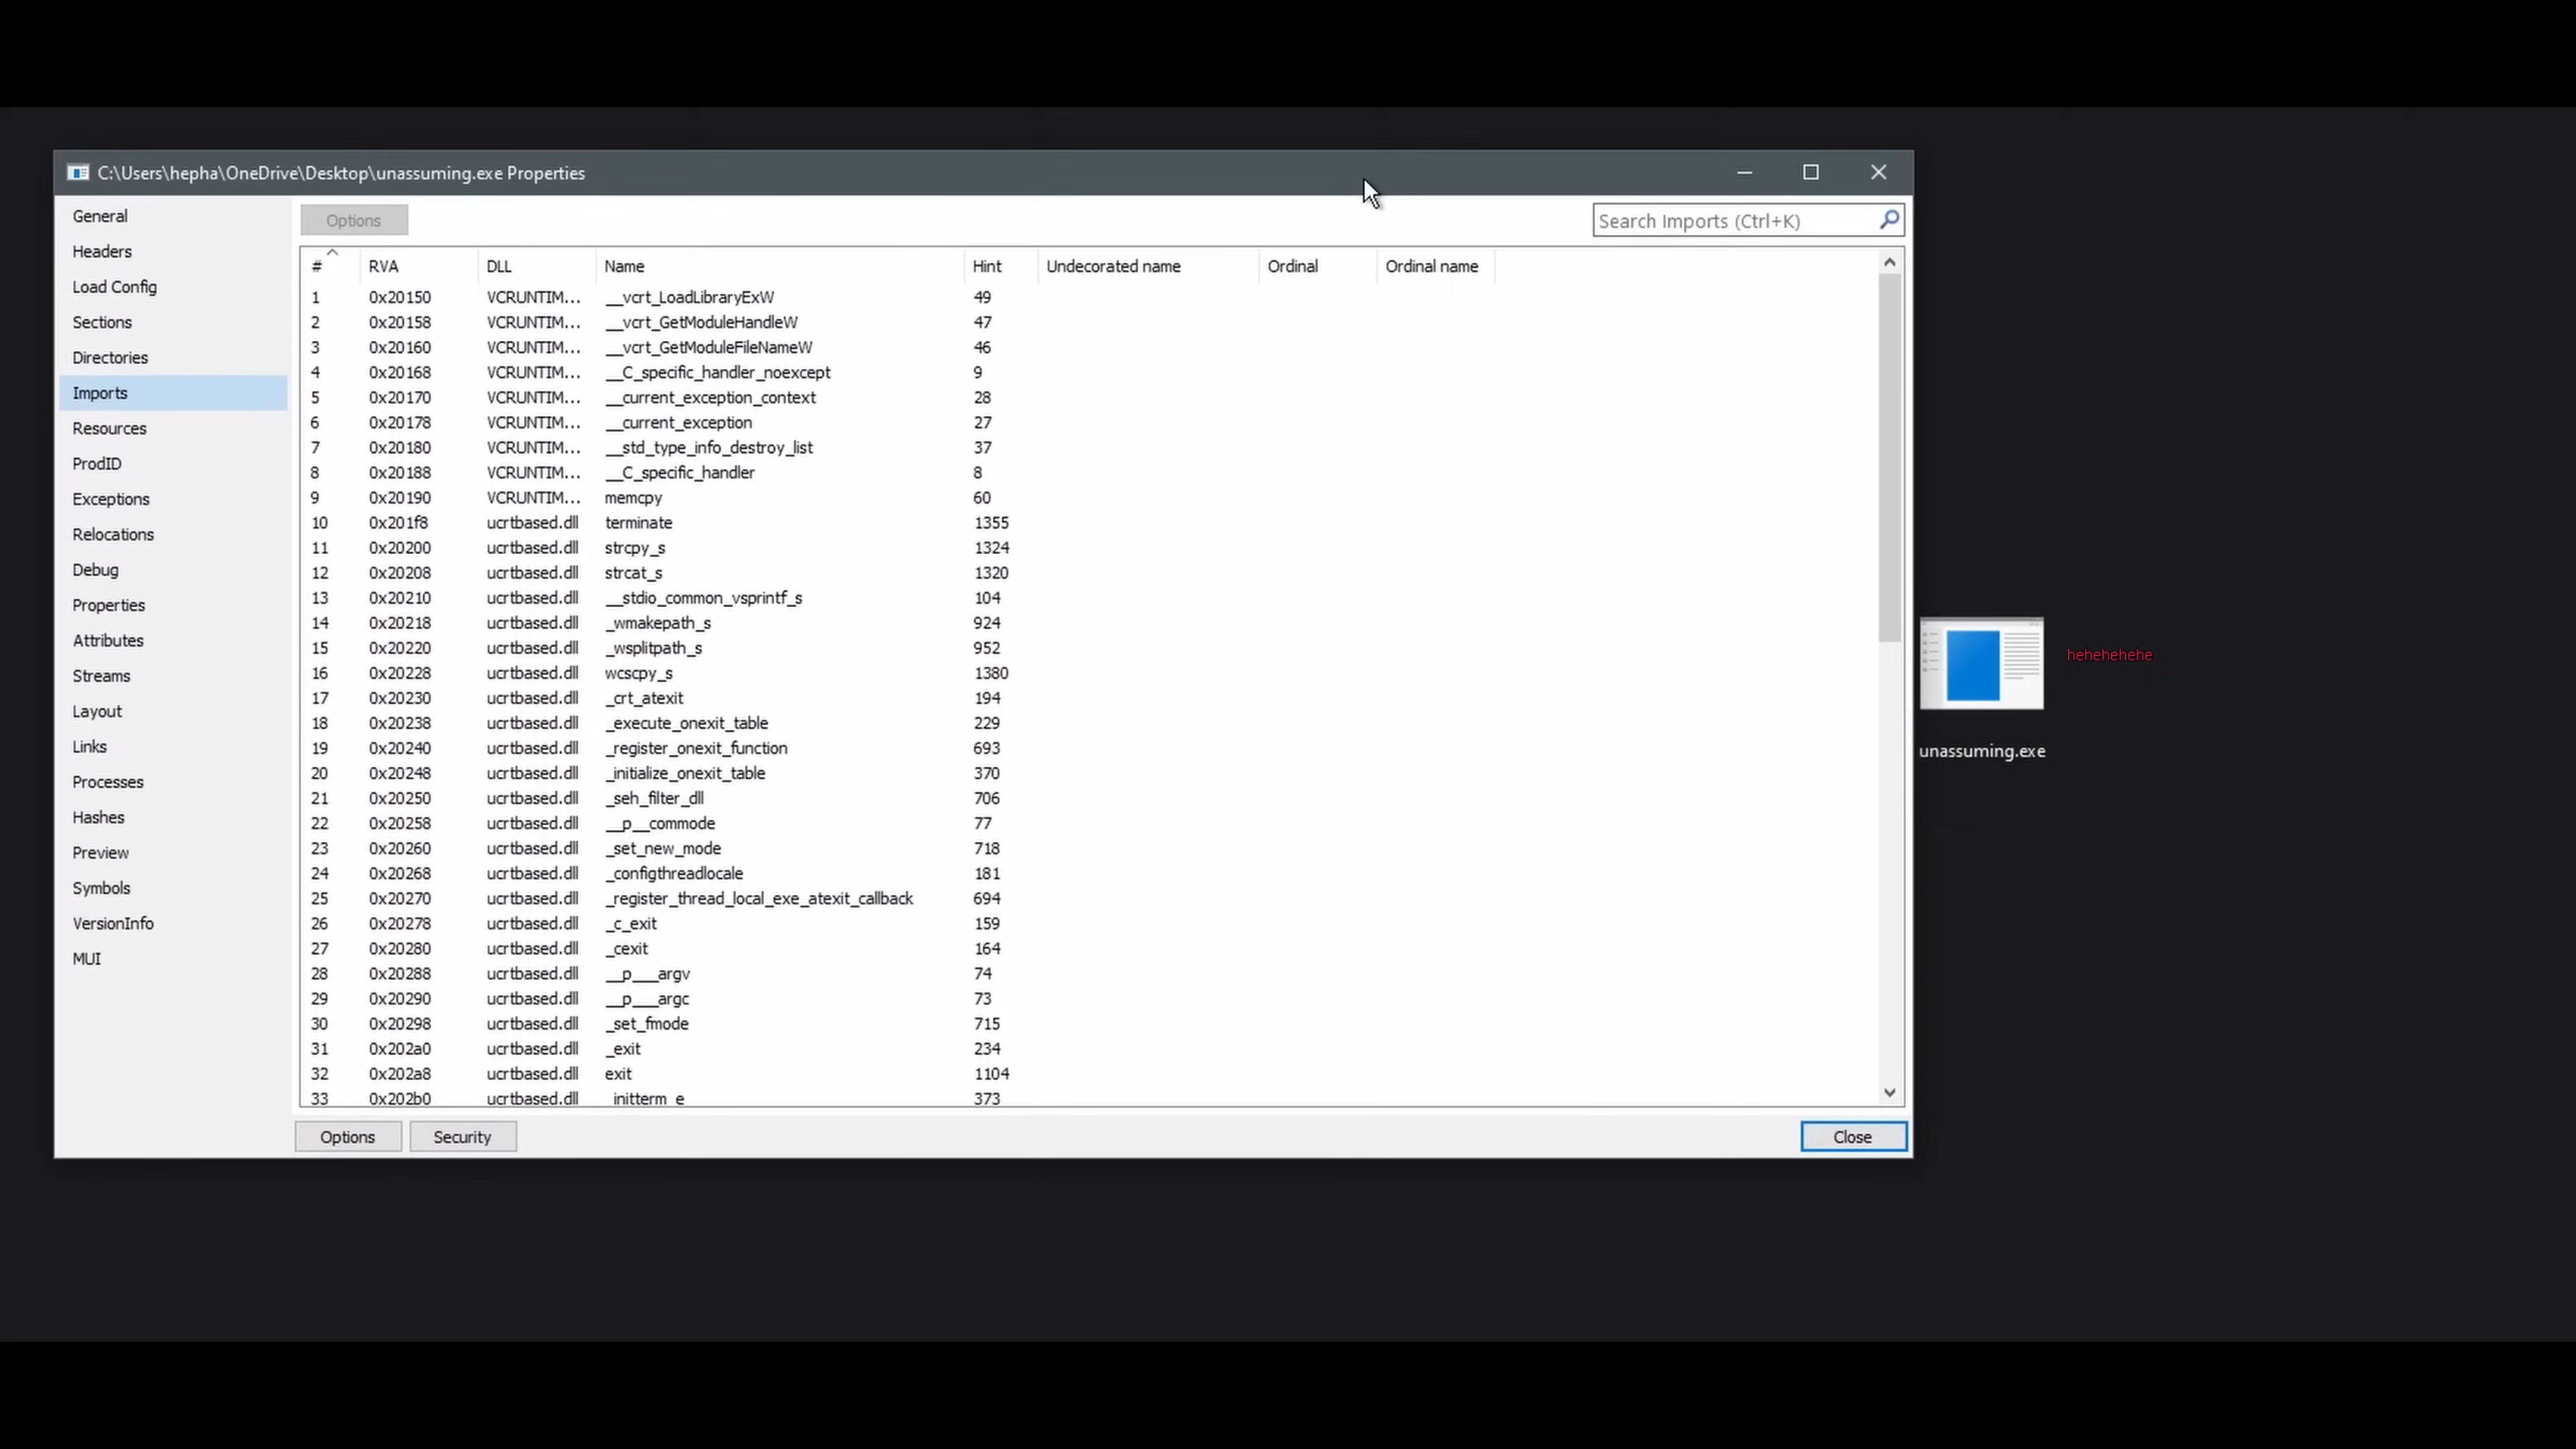 C:\Users\hepha\OneDrive\Desktop\unassuming.exe Properties
General
Headers
Load Config
Sections
Directories
Imports
Resources
ProdID
Exceptions
Relocations
Debug
Properties
Attributes
Streams
Layout
Links
Processes
Hashes
Preview
Symbols
VersionInfo
MUI
Options
Search Imports (Ctrl+K)
# RVA DLL Name Hint Undecorated name Ordinal Ordinal name
1 0x20150 VCRUNTIM... __vcrt_LoadLibraryExW 49
2 0x20158 VCRUNTIM... __vcrt_GetModuleHandleW 47
3 0x20160 VCRUNTIM... __vcrt_GetModuleFileNameW 46
4 0x20168 VCRUNTIM... __C_specific_handler_noexcept 9
5 0x20170 VCRUNTIM... __current_exception_context 28
6 0x20178 VCRUNTIM... __current_exception 27
7 0x20180 VCRUNTIM... __std_type_info_destroy_list 37
8 0x20188 VCRUNTIM... __C_specific_handler 8
9 0x20190 VCRUNTIM... memcpy 60
10 0x201f8 ucrtbased.dll terminate 1355
11 0x20200 ucrtbased.dll strcpy_s 1324
12 0x20208 ucrtbased.dll strcat_s 1320
13 0x20210 ucrtbased.dll __stdio_common_vsprintf_s 104
14 0x20218 ucrtbased.dll _wmakepath_s 924
15 0x20220 ucrtbased.dll _wsplitpath_s 952
16 0x20228 ucrtbased.dll wcscpy_s 1380
17 0x20230 ucrtbased.dll _crt_atexit 194
18 0x20238 ucrtbased.dll _execute_onexit_table 229
19 0x20240 ucrtbased.dll _register_onexit_function 693
20 0x20248 ucrtbased.dll _initialize_onexit_table 370
21 0x20250 ucrtbased.dll _seh_filter_dll 706
22 0x20258 ucrtbased.dll __p__commode 77
23 0x20260 ucrtbased.dll _set_new_mode 718
24 0x20268 ucrtbased.dll _configthreadlocale 181
25 0x20270 ucrtbased.dll _register_thread_local_exe_atexit_callback 694
26 0x20278 ucrtbased.dll _c_exit 159
27 0x20280 ucrtbased.dll _cexit 164
28 0x20288 ucrtbased.dll __p___argv 74
29 0x20290 ucrtbased.dll __p___argc 73
30 0x20298 ucrtbased.dll _set_fmode 715
31 0x202a0 ucrtbased.dll _exit 234
32 0x202a8 ucrtbased.dll exit 1104
33 0x202b0 ucrtbased.dll _initterm_e 373
Options
Security
Close
hehehehehe
unassuming.exe